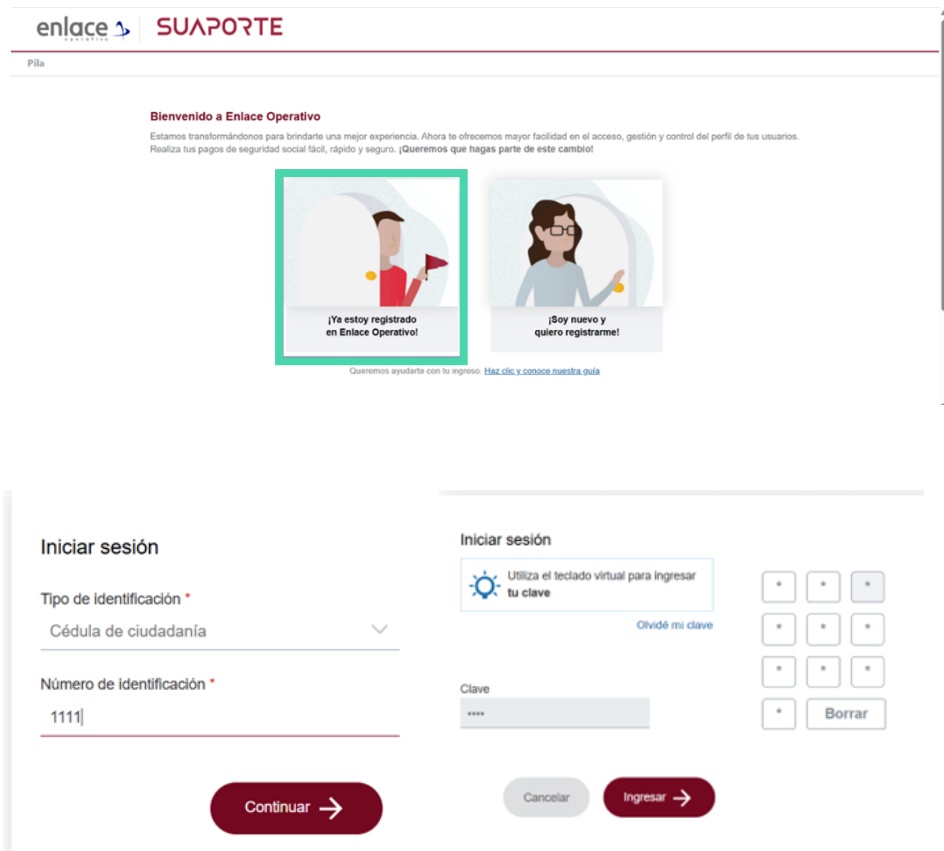 enlace
operativo
SUAPORTE
Pila
Bienvenido a Enlace Operativo
Estamos transformándonos para brindarte una mejor experiencia. Ahora te ofrecemos mayor facilidad en el acceso, gestión y control del perfil de tus usuarios.
Realiza tus pagos de seguridad social fácil, rápido y seguro. ¡Queremos que hagas parte de este cambio!
¡Ya estoy registrado
en Enlace Operativo!
¡Soy nuevo y
quiero registrarme!
Queremos ayudarte con tu ingreso. Haz clic y conoce nuestra guía
Iniciar sesión
Tipo de identificación *
Cédula de ciudadanía
Número de identificación *
1111
Continuar
Iniciar sesión
Utiliza el teclado virtual para ingresar
tu clave
Olvidé mi clave
Clave
••••
* * *
* * *
* * *
* Borrar
Cancelar
Ingresar